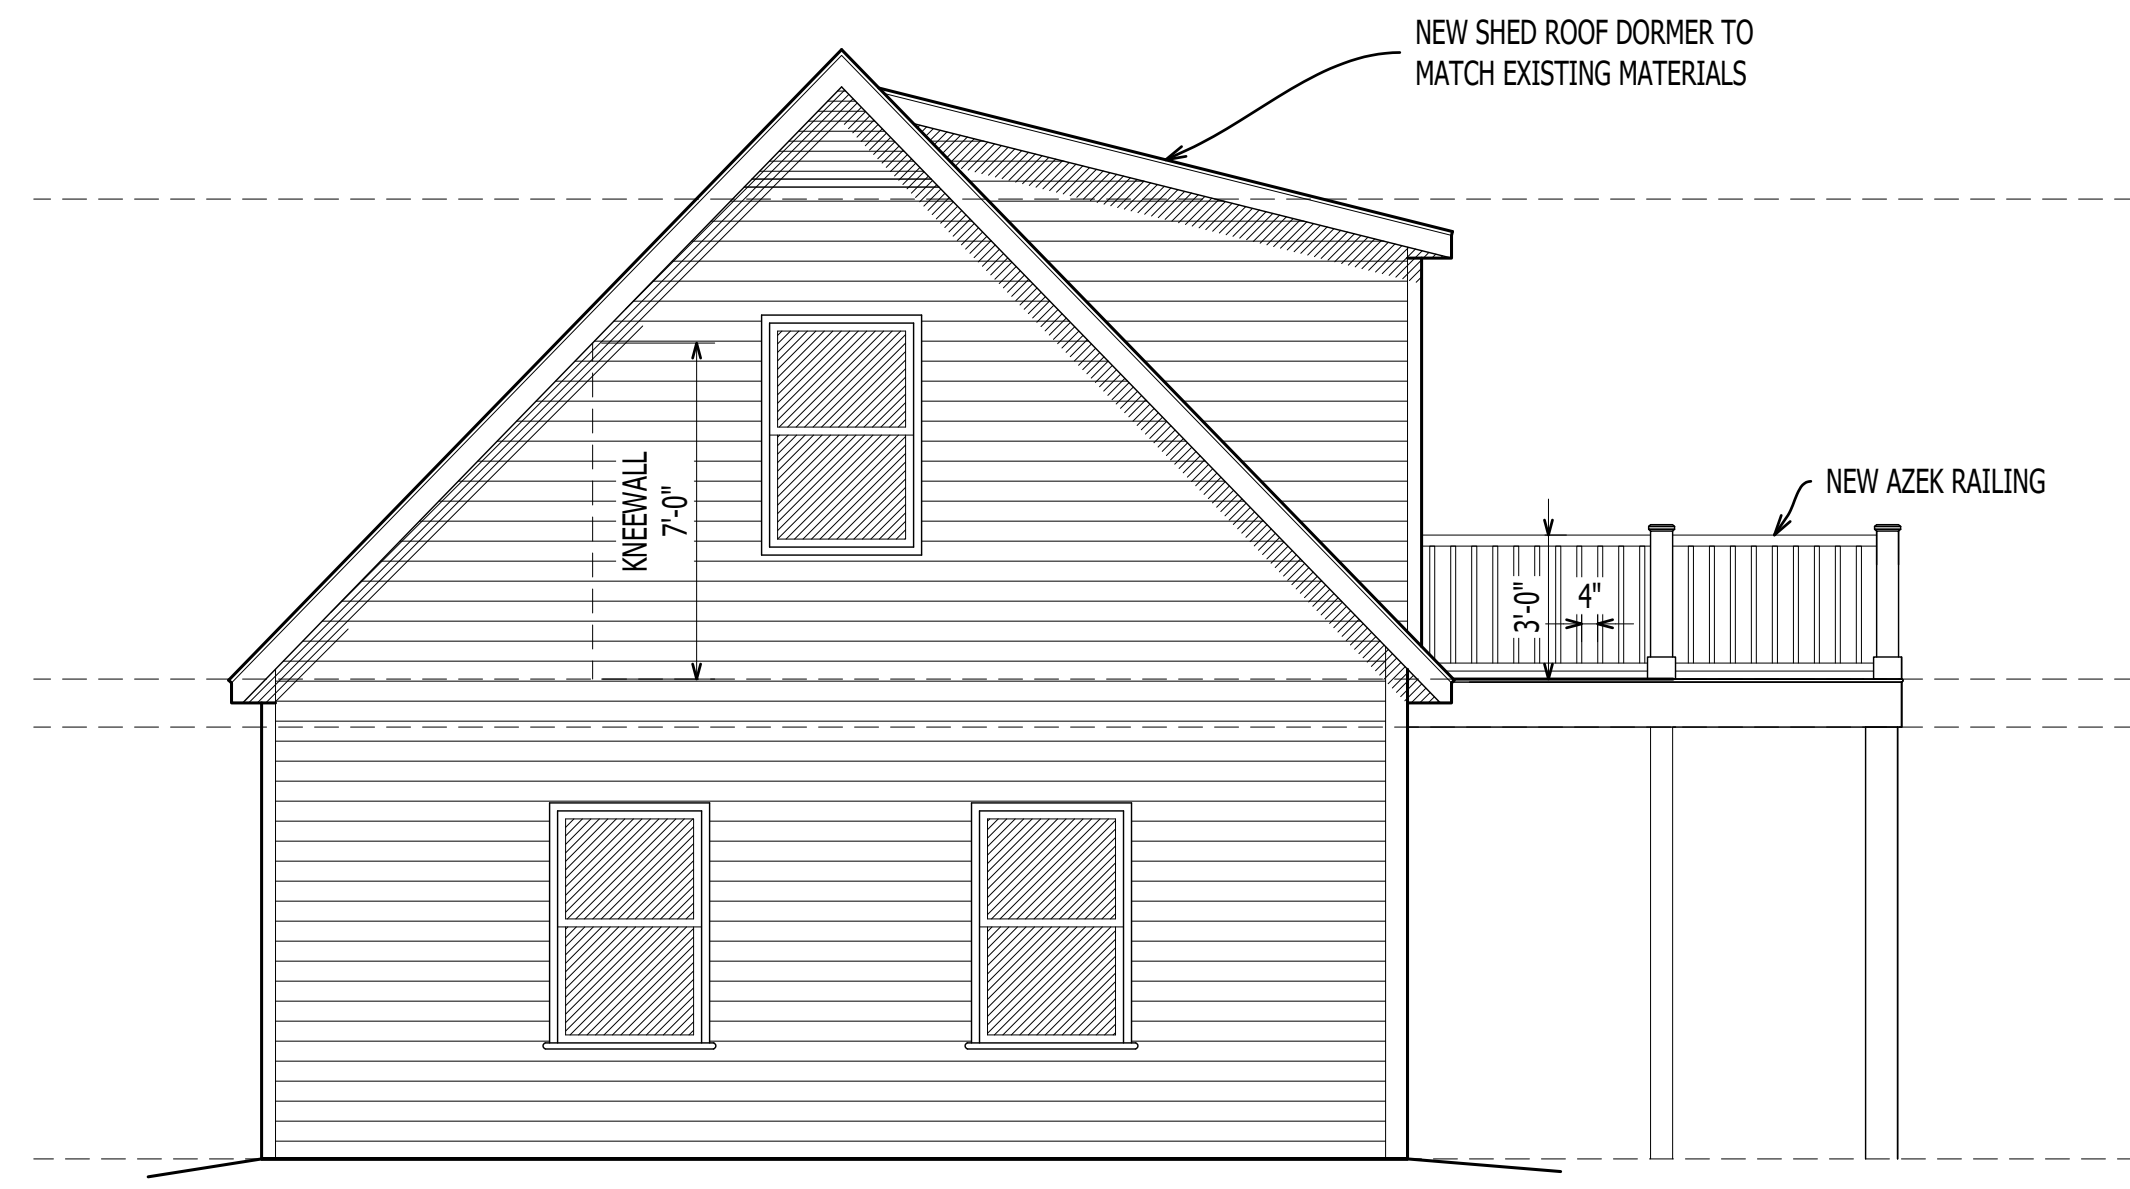 NEW SHED ROOF DORMER TO
MATCH EXISTING MATERIALS
NEW AZEK RAILING
KNEEWALL
7'-0"
3'-0"
4"